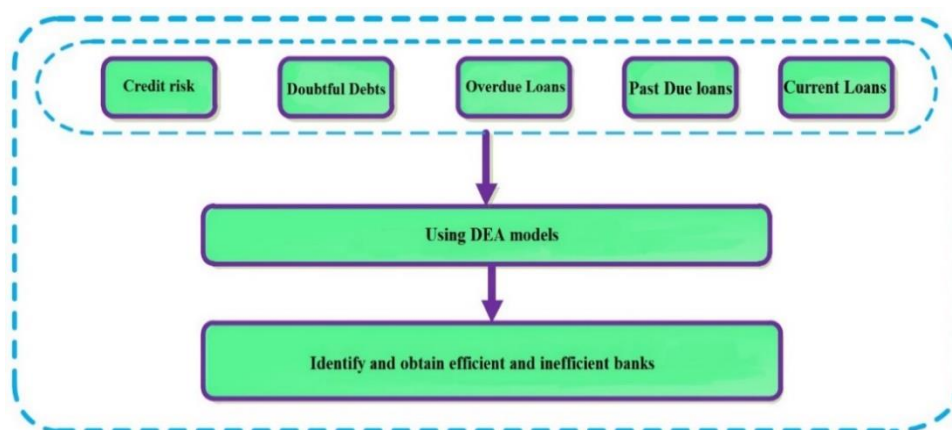 Credit risk
Doubtful Debts
Overdue Loans
Past Due loans
Current Loans
Using DEA models
Identify and obtain efficient and inefficient banks